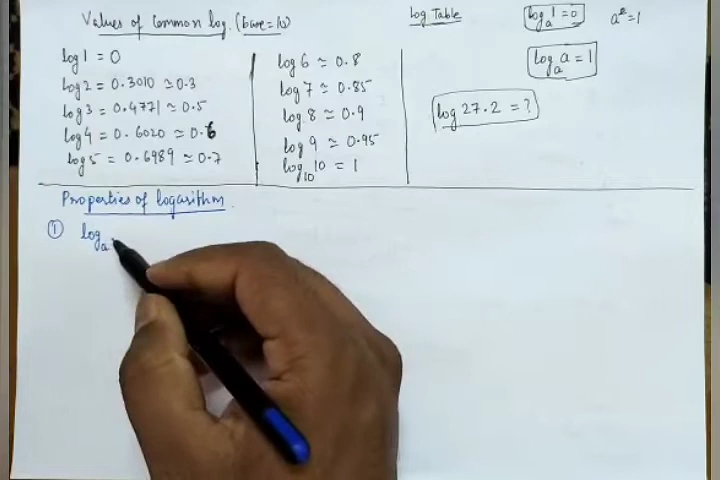 Values of Common log. (base=10)
log 1 = 0
log 2 = 0.3010 ≃ 0.3
log 3 = 0.4771 ≃ 0.5
log 4 = 0.6020 ≃ 0.6
log 5 = 0.6989 ≃ 0.7
log 6 ≃ 0.8
log 7 ≃ 0.85
log 8 ≃ 0.9
log 9 ≃ 0.95
log₁₀ 10 = 1
Log Table
logₐ 1 = 0
a° = 1
logₐ a = 1
log 27.2 = ?
Properties of logarithm
① logₐ